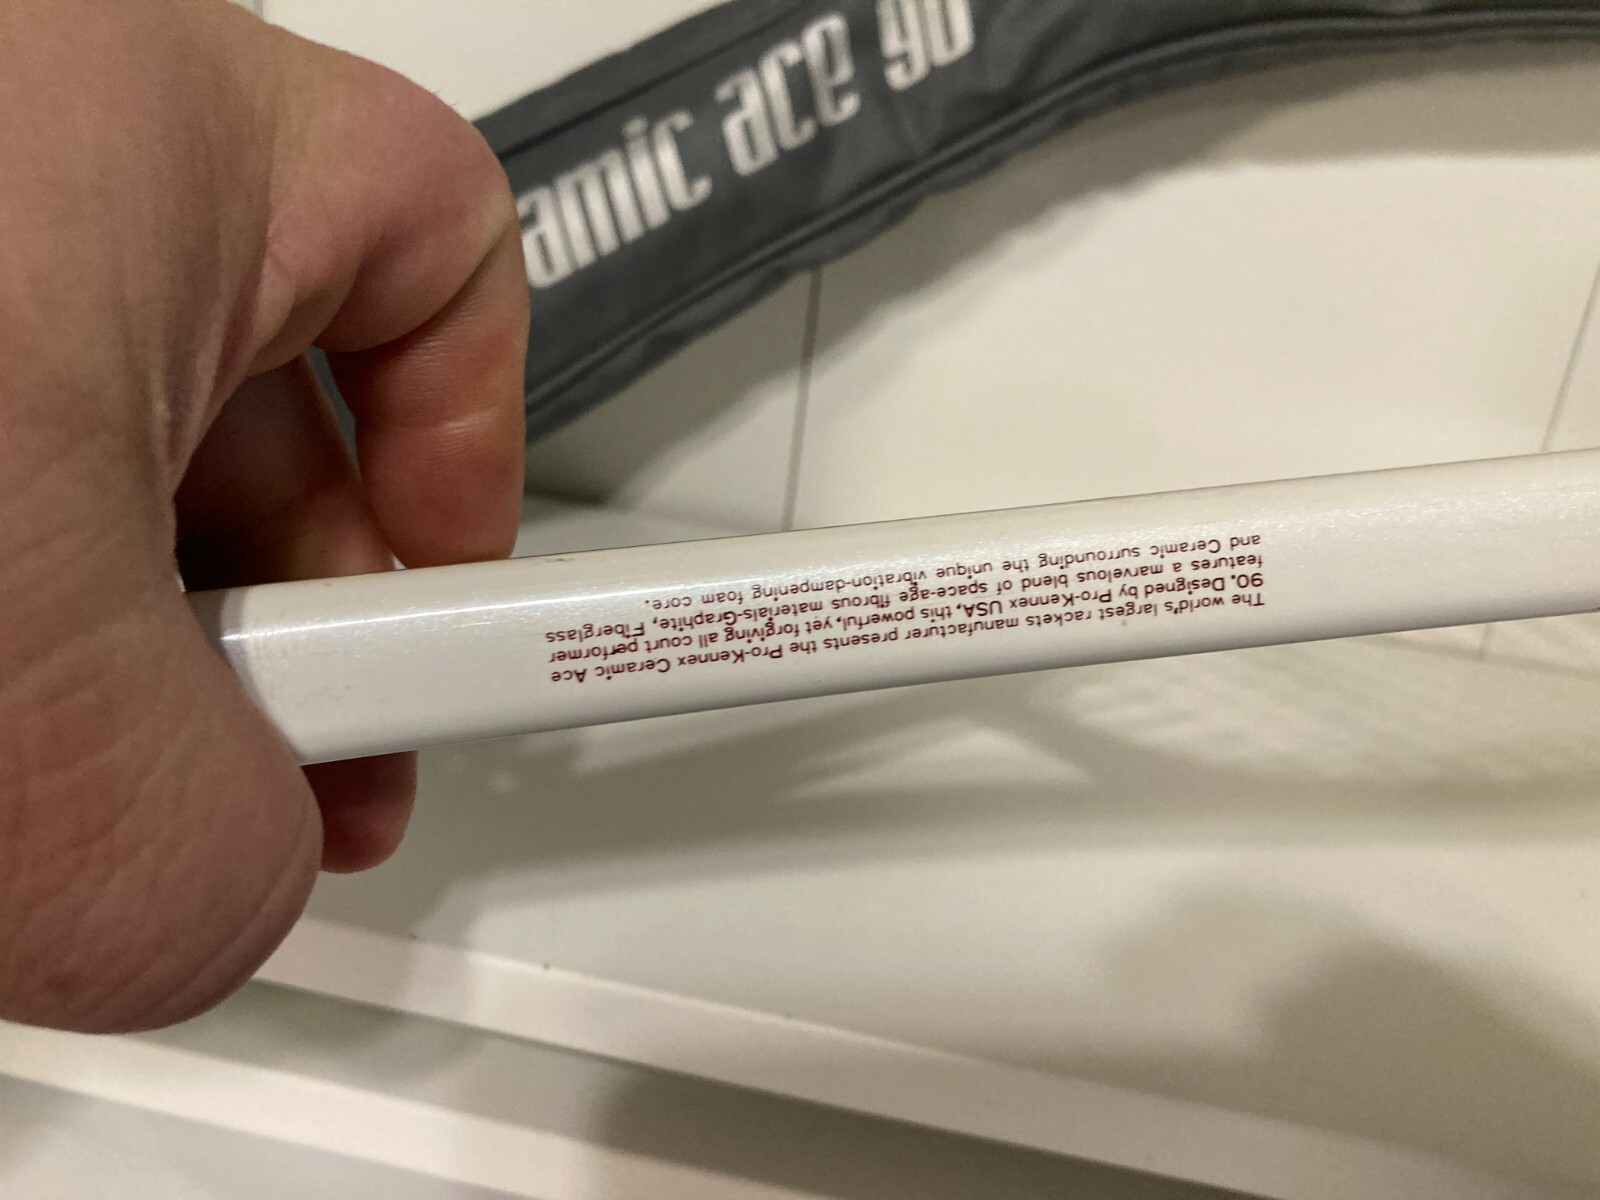 amic ace 90
The world's largest rackets manufacturer presents the Pro-Kennex Ceramic Ace
90. Designed by Pro-Kennex USA, this powerful, yet forgiving all court performer
features a marvelous blend of space-age fibrous materials-Graphite, Fiberglass
and Ceramic surrounding the unique vibration-dampening foam core.